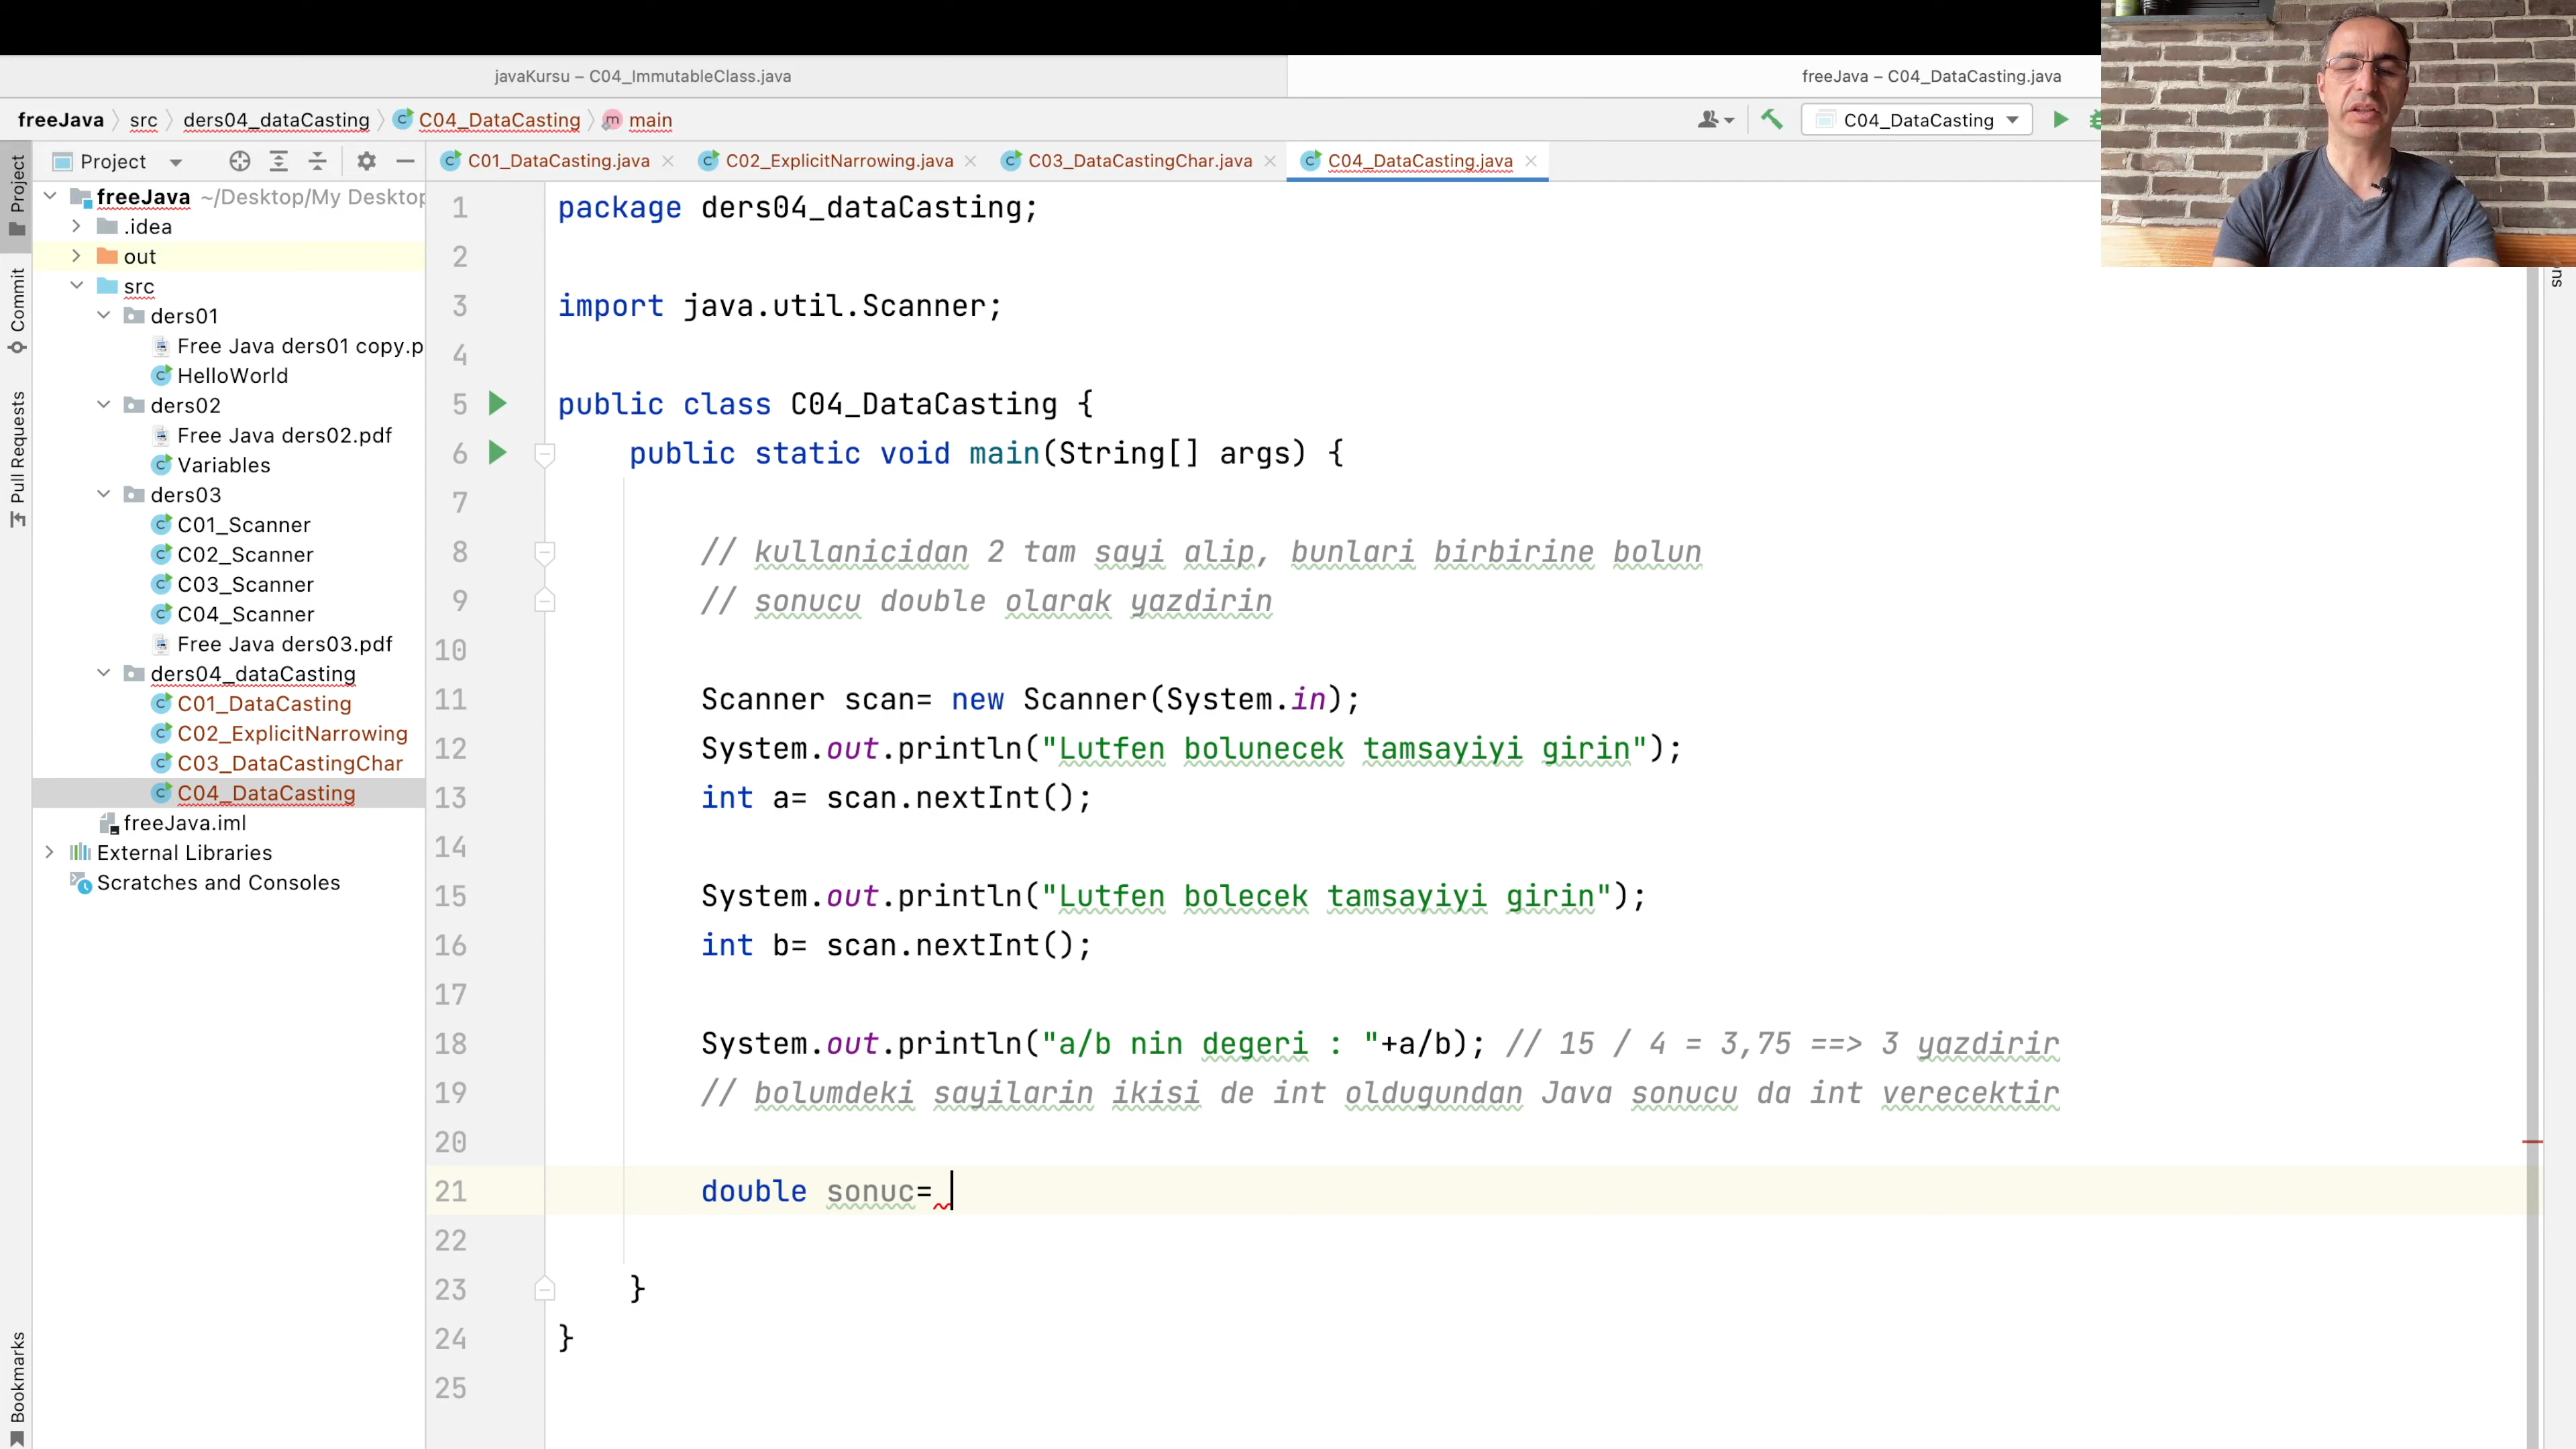 javaKursu – C04_ImmutableClass.java
freeJava – C04_DataCasting.java
freeJava src ders04_dataCasting C04_DataCasting main
C04_DataCasting
Project
C01_DataCasting.java C02_ExplicitNarrowing.java C03_DataCastingChar.java C04_DataCasting.java
Project
Commit
Pull Requests
Bookmarks
freeJava ~/Desktop/My Desktop
.idea
out
src
ders01
Free Java ders01 copy.p
HelloWorld
ders02
Free Java ders02.pdf
Variables
ders03
C01_Scanner
C02_Scanner
C03_Scanner
C04_Scanner
Free Java ders03.pdf
ders04_dataCasting
C01_DataCasting
C02_ExplicitNarrowing
C03_DataCastingChar
C04_DataCasting
freeJava.iml
External Libraries
Scratches and Consoles
1 package ders04_dataCasting;
2
3 import java.util.Scanner;
4
5 public class C04_DataCasting {
6 public static void main(String[] args) {
7
8 // kullanicidan 2 tam sayi alip, bunlari birbirine bolun
9 // sonucu double olarak yazdirin
10
11 Scanner scan= new Scanner(System.in);
12 System.out.println("Lutfen bolunecek tamsayiyi girin");
13 int a= scan.nextInt();
14
15 System.out.println("Lutfen bolecek tamsayiyi girin");
16 int b= scan.nextInt();
17
18 System.out.println("a/b nin degeri : "+a/b); // 15 / 4 = 3,75 ==> 3 yazdirir
19 // bolumdeki sayilarin ikisi de int oldugundan Java sonucu da int verecektir
20
21 double sonuc=
22
23 }
24 }
25